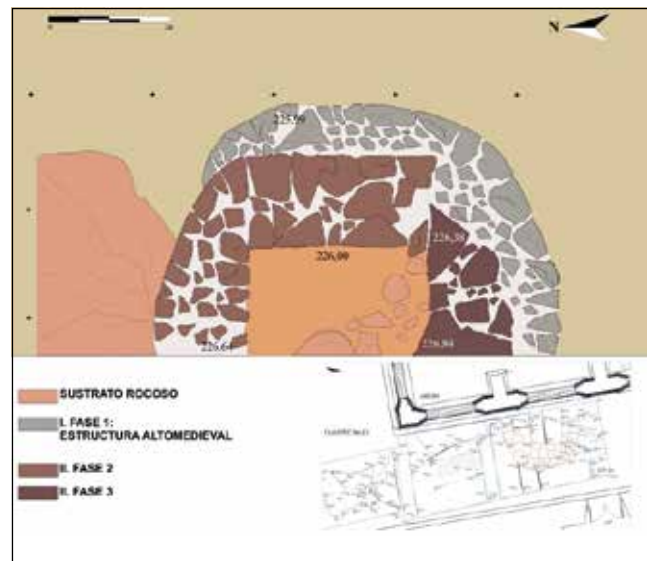 N
225.99
226.38
226.00
226.64
226.84
SUSTRATO ROCOSO
I. FASE 1:
ESTRUCTURA ALTOMEDIEVAL
II. FASE 2
II. FASE 3